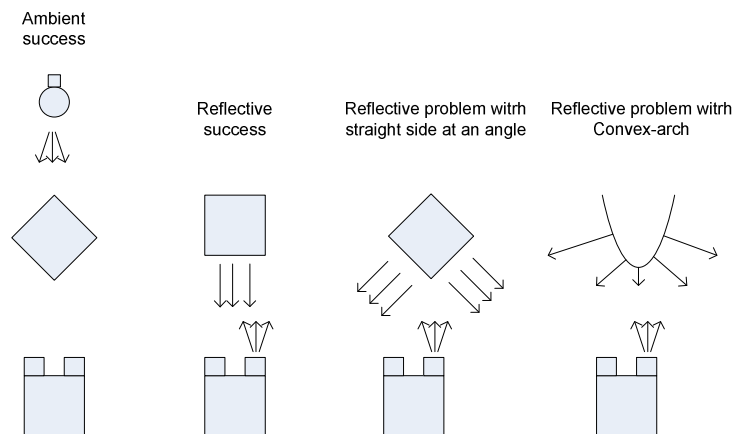 Ambient
success
Reflective
success
Reflective problem witrh
straight side at an angle
Reflective problem witrh
Convex-arch